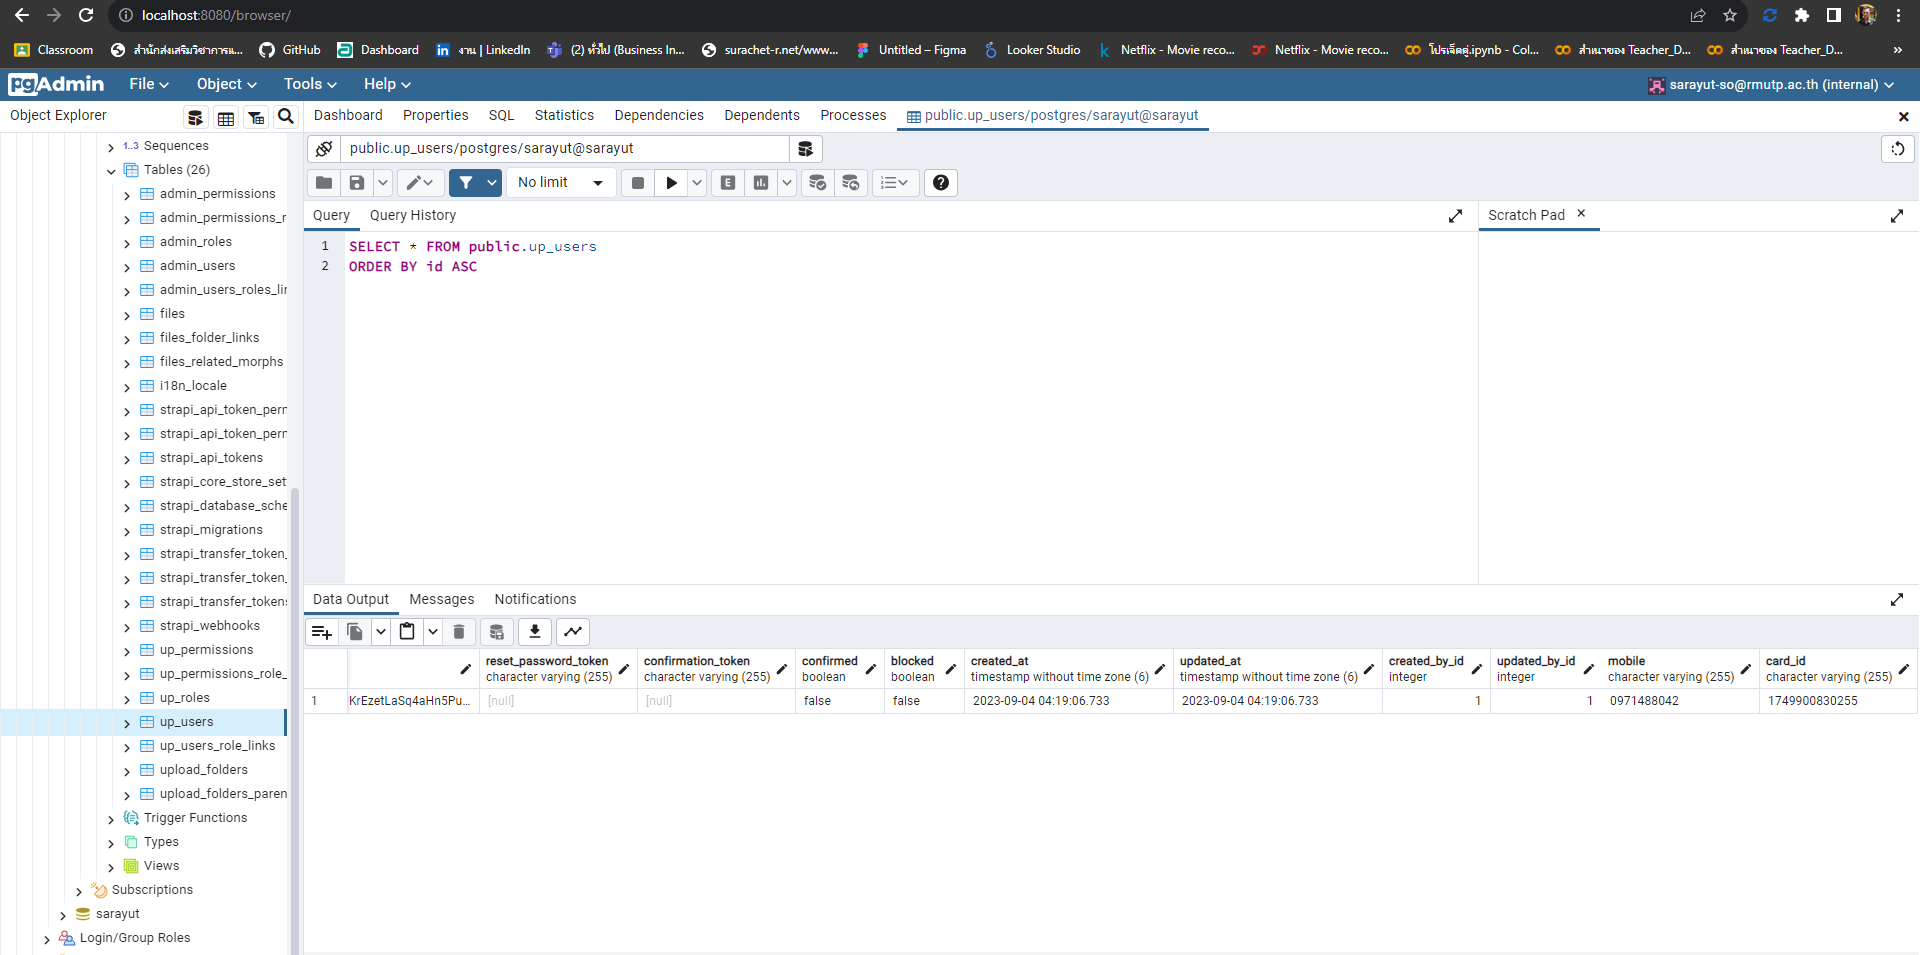 localhost:8080/browser/
Classroom
สำนักส่งเสริมวิชาการแ...
GitHub
Dashboard
งาน | LinkedIn
(2) ทั่วไป (Business In...
surachet-r.net/www...
Untitled – Figma
Looker Studio
Netflix - Movie reco...
Netflix - Movie reco...
โปรเจ็คคู่.ipynb - Col...
สำเนาของ Teacher_D...
สำเนาของ Teacher_D...
»
pgAdmin
File
Object
Tools
Help
sarayut-so@rmutp.ac.th (internal)
Object Explorer
Dashboard
Properties
SQL
Statistics
Dependencies
Dependents
Processes
public.up_users/postgres/sarayut@sarayut
1..3 Sequences
Tables (26)
admin_permissions
admin_permissions_r
admin_roles
admin_users
admin_users_roles_lin
files
files_folder_links
files_related_morphs
i18n_locale
strapi_api_token_perm
strapi_api_token_perm
strapi_api_tokens
strapi_core_store_set
strapi_database_sche
strapi_migrations
strapi_transfer_token_
strapi_transfer_token_
strapi_transfer_tokens
strapi_webhooks
up_permissions
up_permissions_role_
up_roles
up_users
up_users_role_links
upload_folders
upload_folders_paren
Trigger Functions
Types
Views
Subscriptions
sarayut
Login/Group Roles
public.up_users/postgres/sarayut@sarayut
No limit
E
Query
Query History
Scratch Pad
1 SELECT * FROM public.up_users
2 ORDER BY id ASC
Data Output
Messages
Notifications
reset_password_token character varying (255)
confirmation_token character varying (255)
confirmed boolean
blocked boolean
created_at timestamp without time zone (6)
updated_at timestamp without time zone (6)
created_by_id integer
updated_by_id integer
mobile character varying (255)
card_id character varying (255)
1 KrEzetLaSq4aHn5Pu... [null] [null] false false 2023-09-04 04:19:06.733 2023-09-04 04:19:06.733 1 1 0971488042 1749900830255